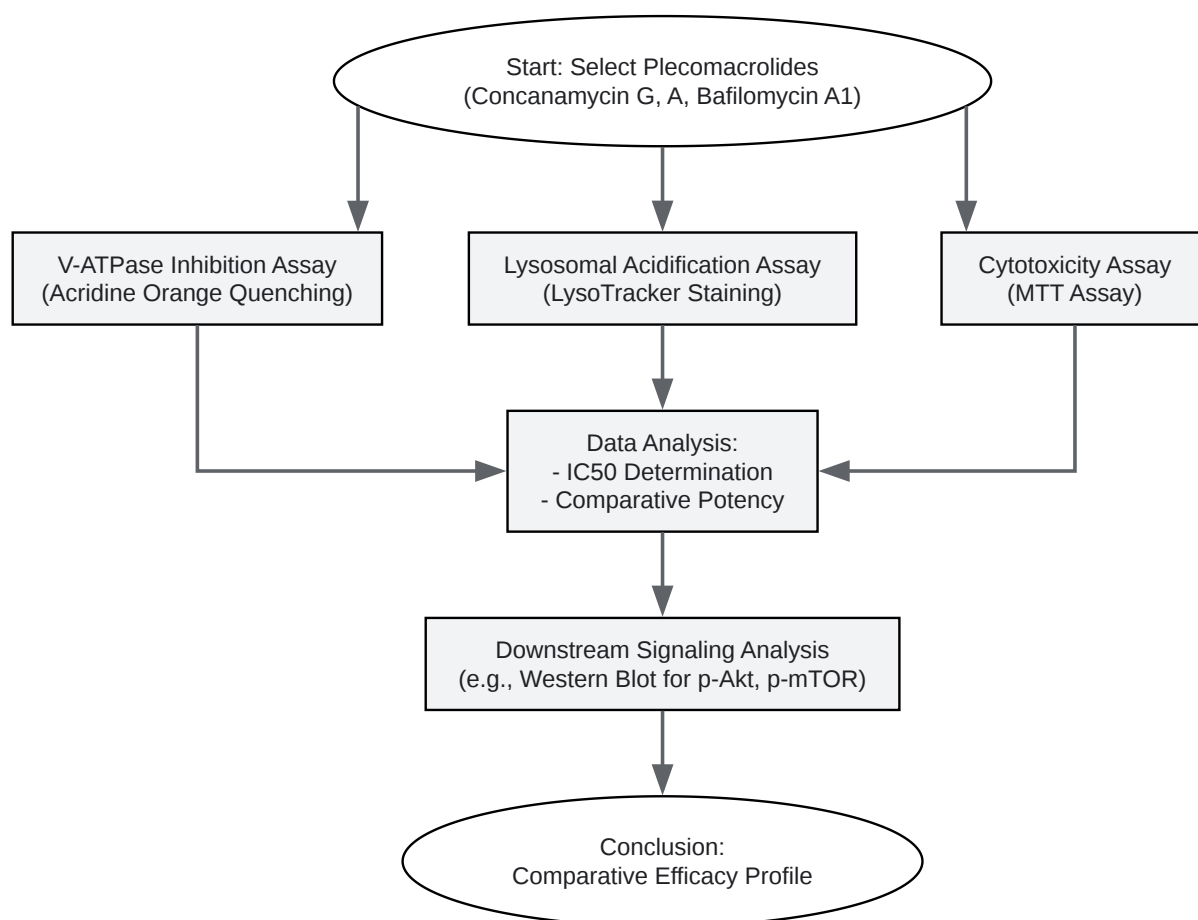 Start: Select Plecomacrolides
(Concanamycin G, A, Bafilomycin A1)
V-ATPase Inhibition Assay
(Acridine Orange Quenching)
Lysosomal Acidification Assay
(LysoTracker Staining)
Cytotoxicity Assay
(MTT Assay)
Data Analysis:
- IC50 Determination
- Comparative Potency
Downstream Signaling Analysis
(e.g., Western Blot for p-Akt, p-mTOR)
Conclusion:
Comparative Efficacy Profile